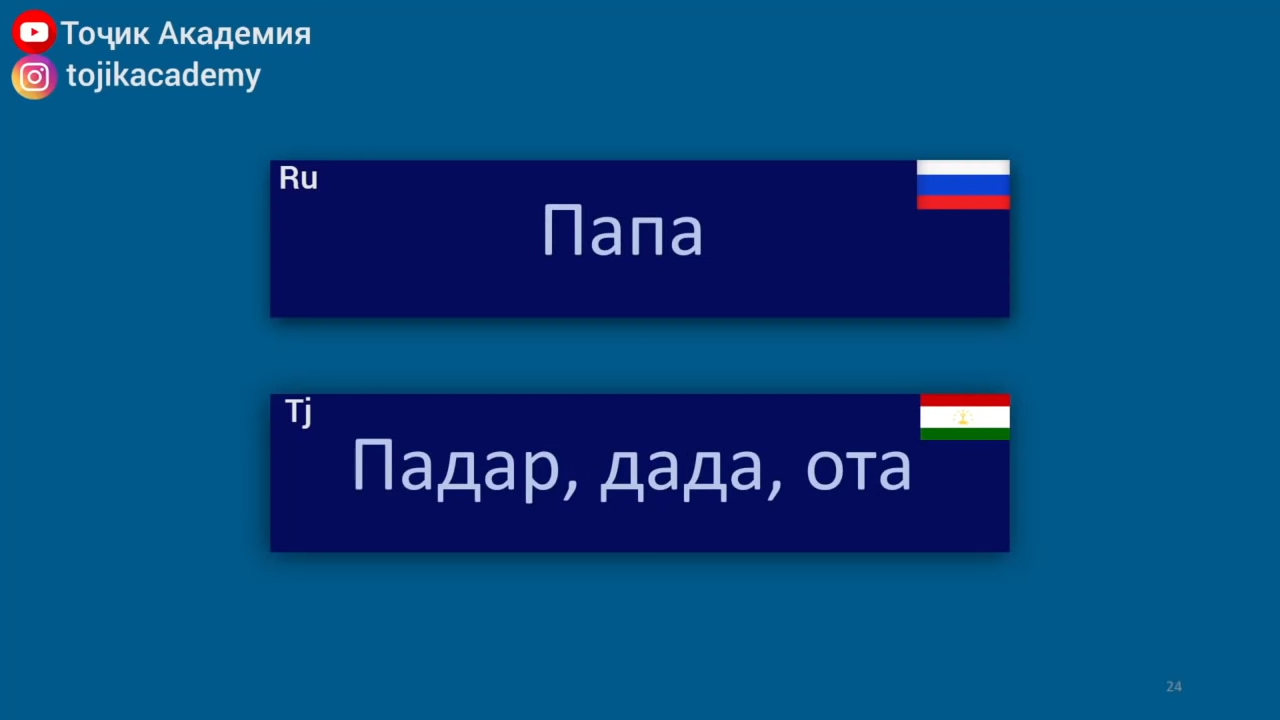 Тоҷик Академия
tojikacademy
Ru
Папа
Tj
Падар, дада, ота
24